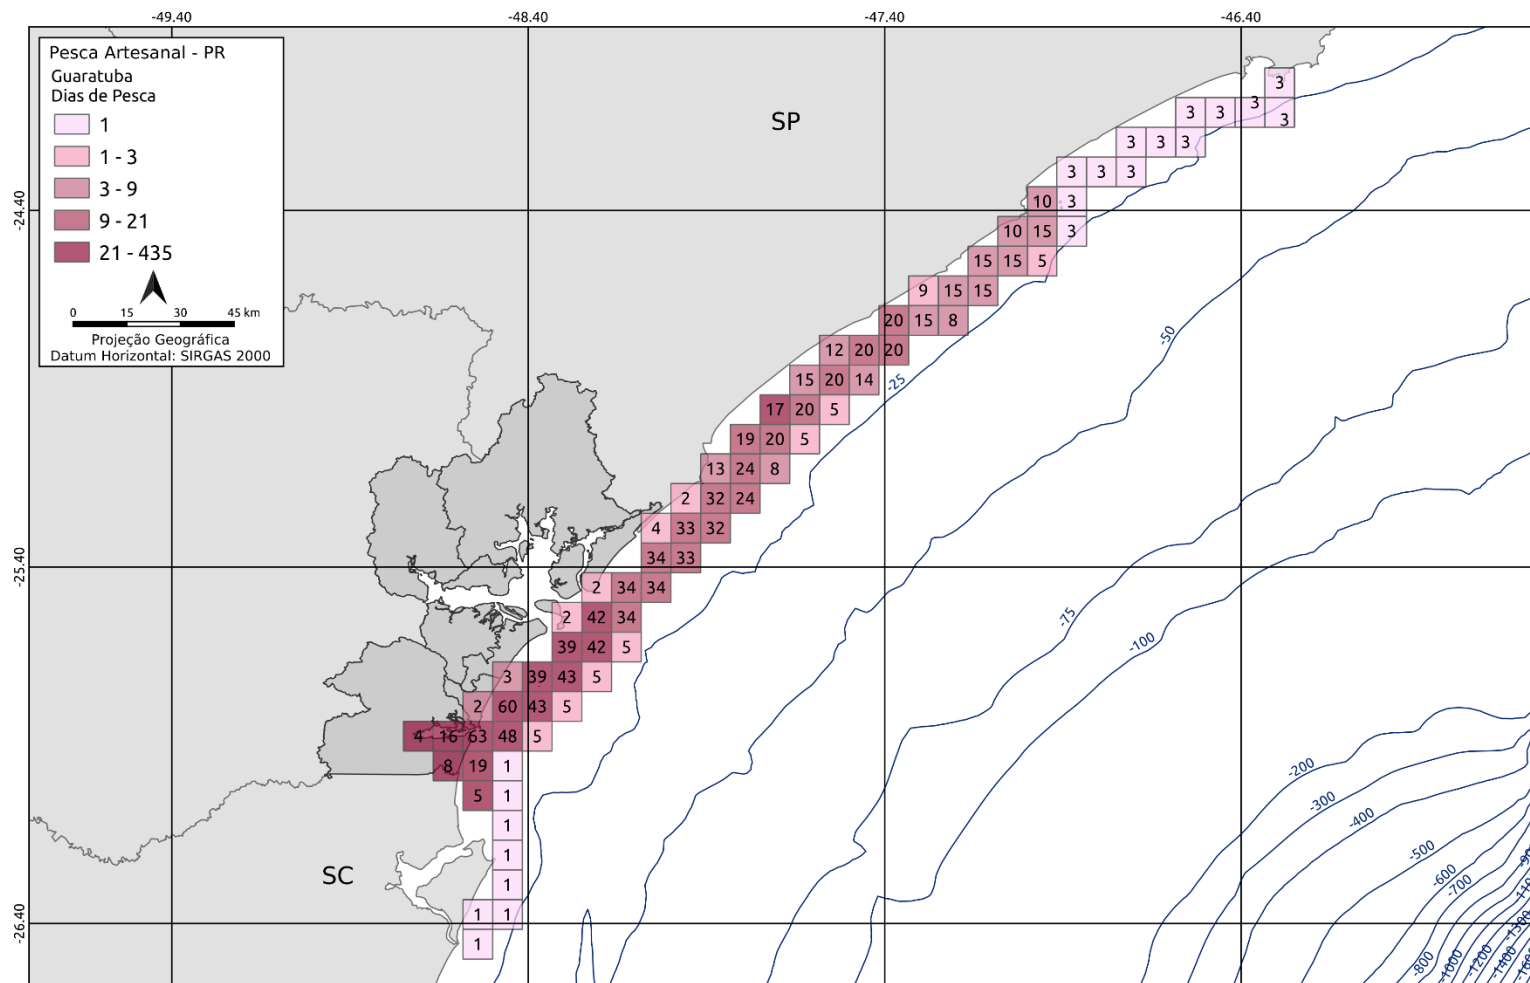 -49.40 -48.40 -47.40 -46.40
Pesca Artesanal - PR
Guaratuba
Dias de Pesca
1
1 - 3
3 - 9
9 - 21
21 - 435
0 15 30 45 km
Projeção Geográfica
Datum Horizontal: SIRGAS 2000
SP
SC
-24.40
-25.40
-26.40
3
3 3 3 3
3 3 3
3 3 3
10 3
10 15 3
15 15 5
9 15 15
20 15 8
12 20 20
15 20 14
17 20 5
19 20 5
13 24 8
2 32 24
4 33 32
34 33
2 34 34
2 42 34
39 42 5
3 39 43 5
2 60 43 5
4 16 63 48 5
8 19 1
5 1
1
1
1
1 1
1
-25
-50
-75
-100
-200
-300
-400
-500
-600
-700
-800
-1000
-1200
-1300
-1400